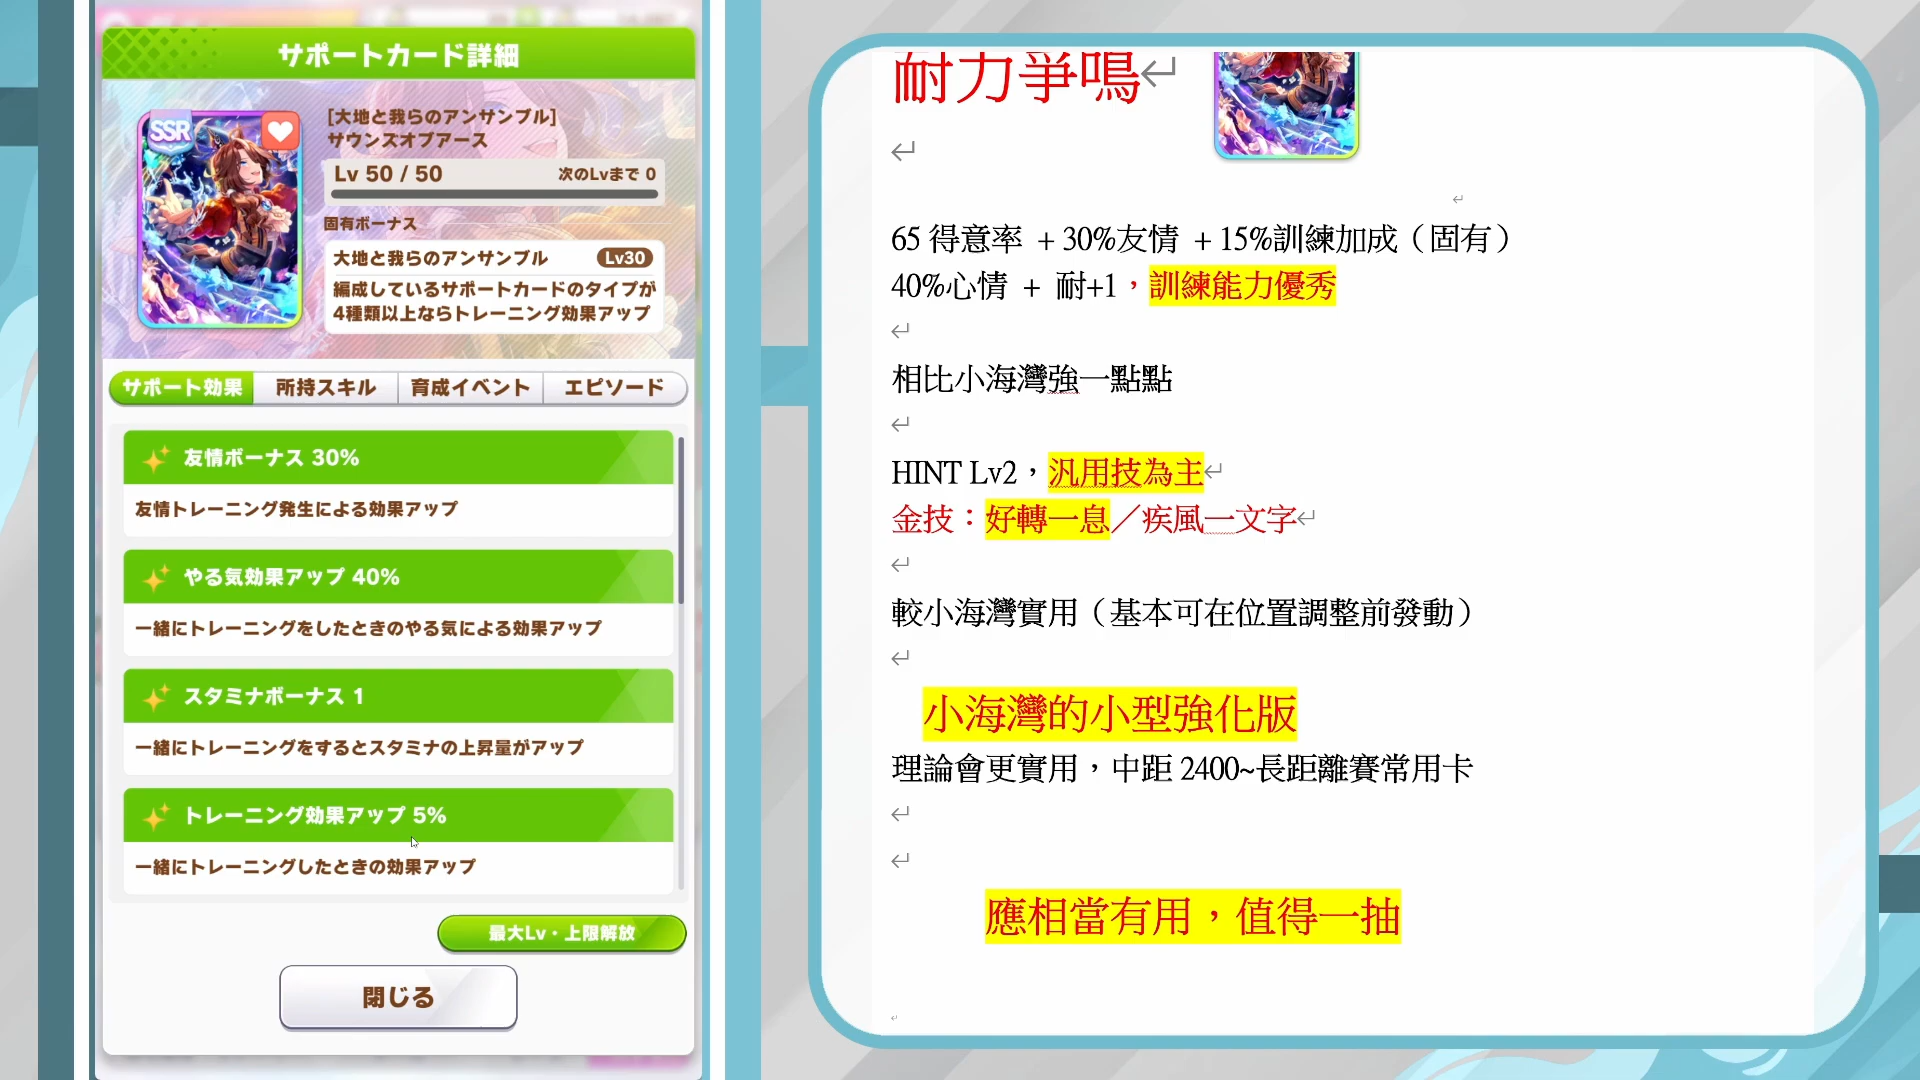 サポートカード詳細
SSR
[大地と我らのアンサンブル]
サウンズオブアース
Lv 50 / 50
次のLvまで 0
固有ボーナス
大地と我らのアンサンブル
Lv30
編成しているサポートカードのタイプが
4種類以上ならトレーニング効果アップ
サポート効果
所持スキル
育成イベント
エピソード
友情ボーナス 30%
友情トレーニング発生による効果アップ
やる気効果アップ 40%
一緒にトレーニングをしたときのやる気による効果アップ
スタミナボーナス 1
一緒にトレーニングをするとスタミナの上昇量がアップ
トレーニング効果アップ 5%
一緒にトレーニングしたときの効果アップ
最大Lv・上限解放
閉じる
耐力爭鳴
65 得意率 + 30%友情 + 15%訓練加成（固有）
40%心情 + 耐+1，訓練能力優秀
相比小海灣強一點點
HINT Lv2，汎用技為主
金技：好轉一息／疾風一文字
較小海灣實用（基本可在位置調整前發動）
小海灣的小型強化版
理論會更實用，中距 2400~長距離賽常用卡
應相當有用，值得一抽